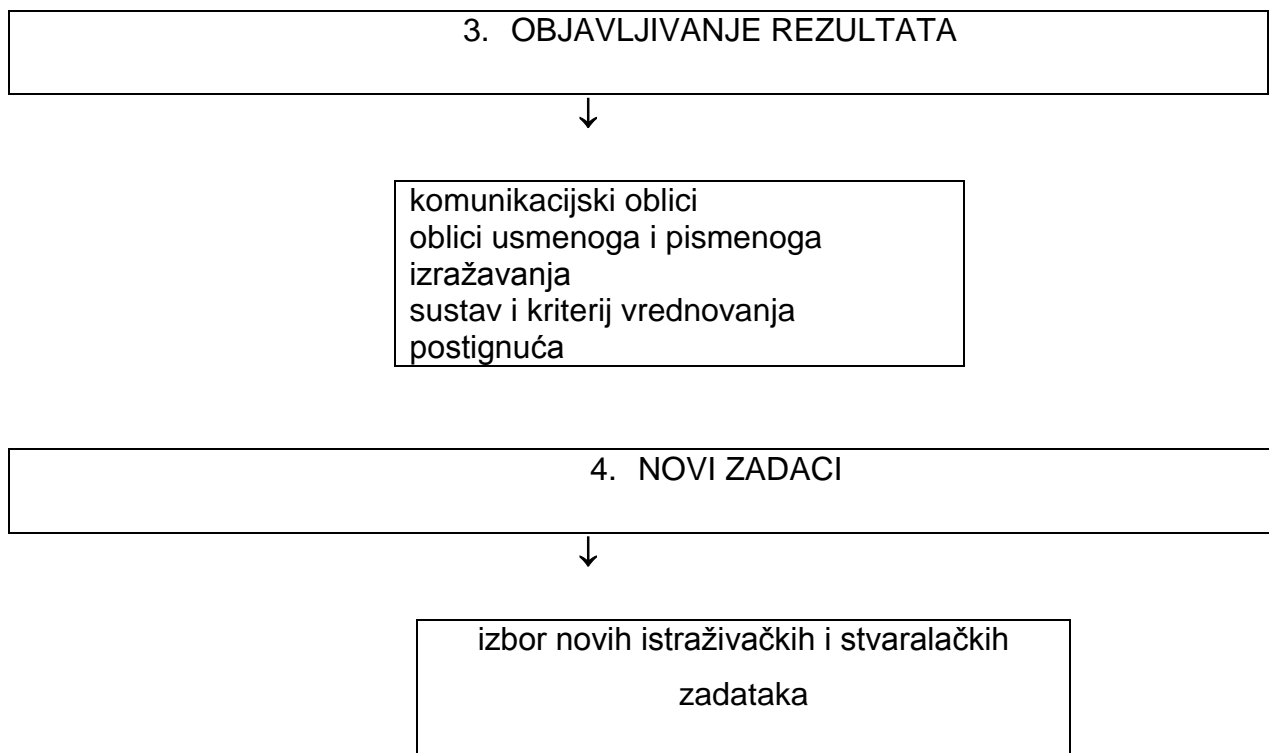 3. OBJAVLJIVANJE REZULTATA
↓
komunikacijski oblici
oblici usmenoga i pismenoga
izražavanja
sustav i kriterij vrednovanja
postignuća
4. NOVI ZADACI
↓
izbor novih istraživačkih i stvaralačkih
zadataka